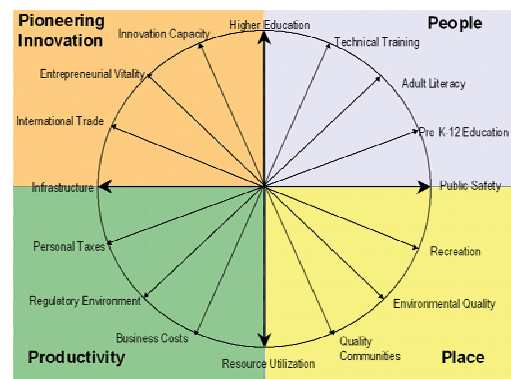 Pioneering
Innovation
People
Higher Education
Innovation Capacity
Technical Training
Entrepreneurial Vitality
Adult Literacy
International Trade
Pre K-12 Education
Infrastructure
Public Safety
Personal Taxes
Recreation
Regulatory Environment
Environmental Quality
Business Costs
Quality
Communities
Resource Utilization
Productivity
Place